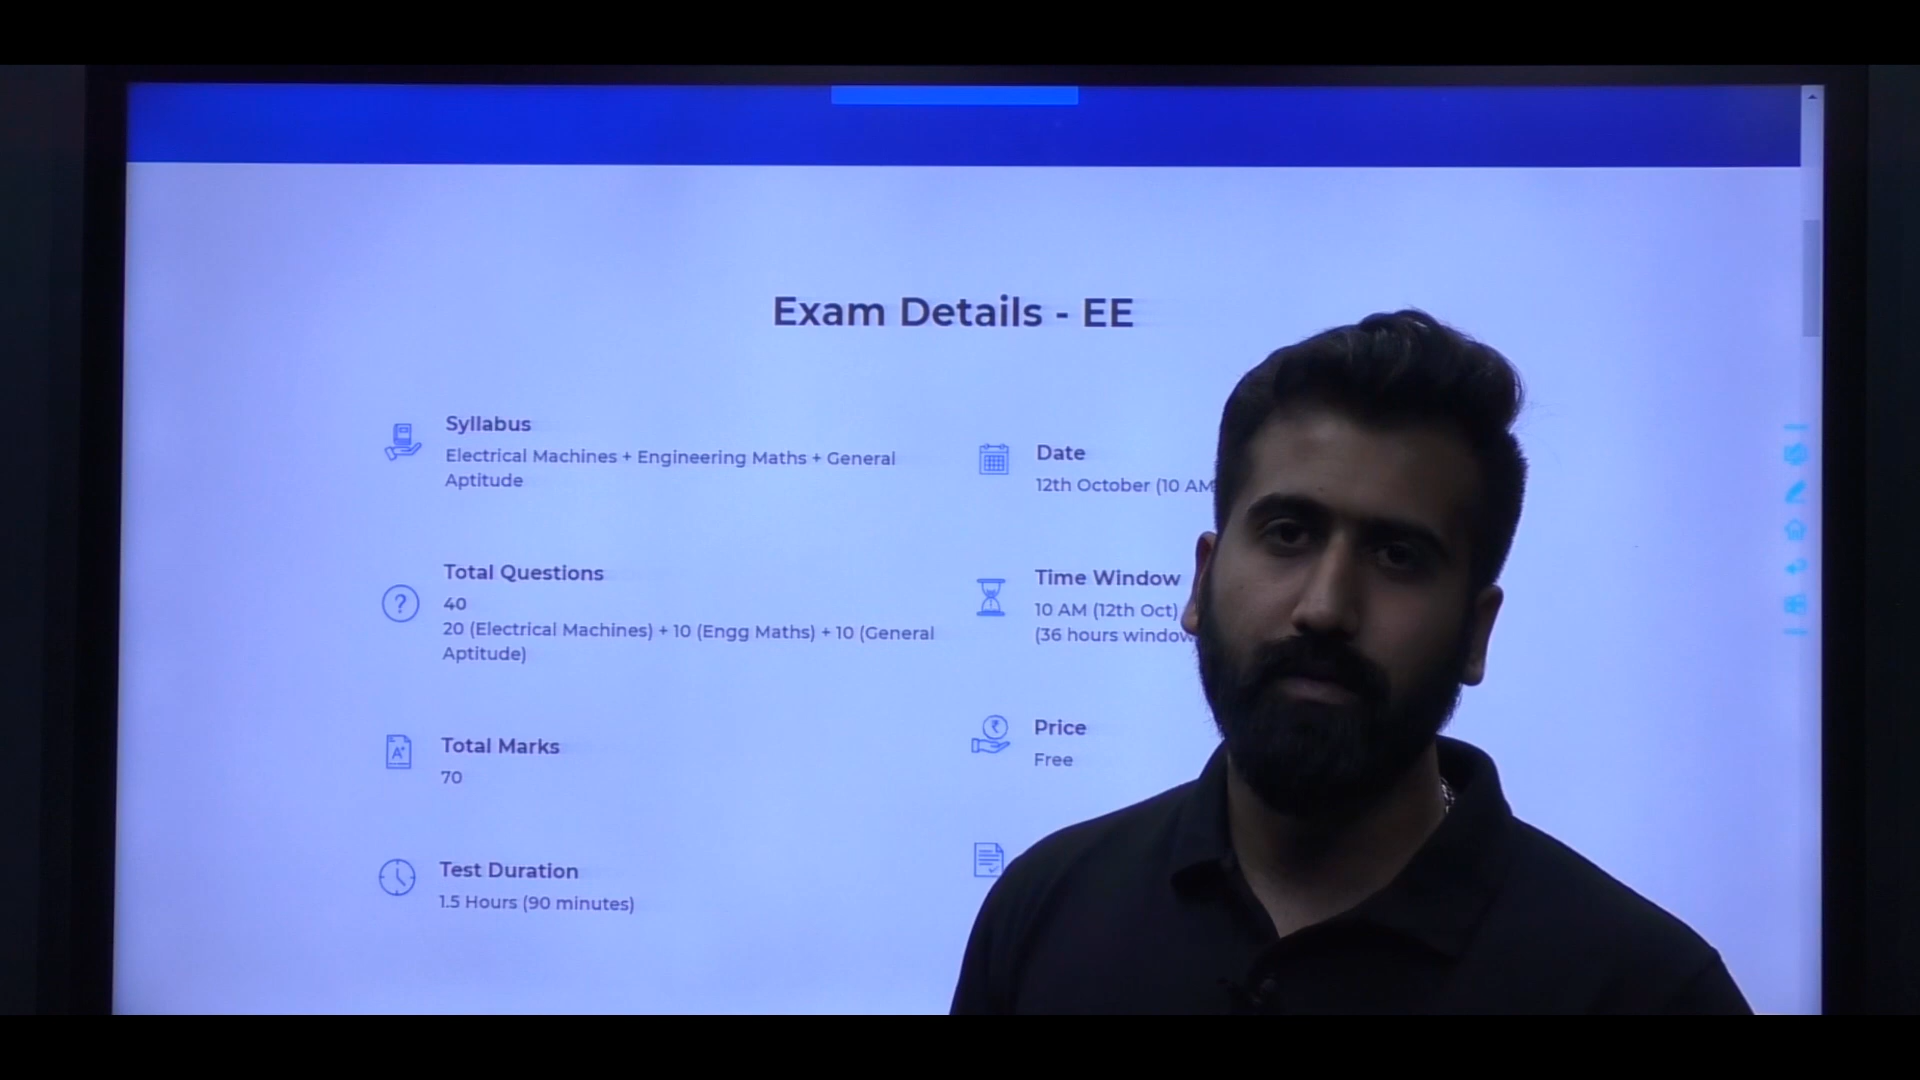 Exam Details - EE
Syllabus
Electrical Machines + Engineering Maths + General
Aptitude
Total Questions
40
20 (Electrical Machines) + 10 (Engg Maths) + 10 (General
Aptitude)
Total Marks
70
Test Duration
1.5 Hours (90 minutes)
Date
12th October (10 AM
Time Window
10 AM (12th Oct)
(36 hours window
Price
Free